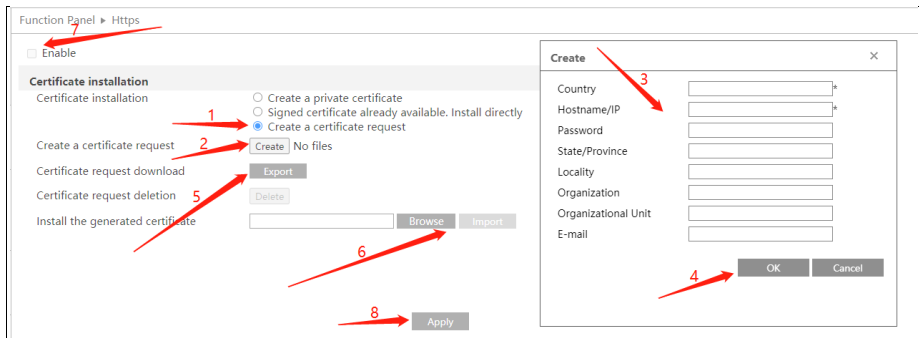 Function Panel ▶ Https
7
Enable
Certificate installation
Certificate installation
Create a private certificate
Signed certificate already available. Install directly
1
Create a certificate request
Create a certificate request
2
Create No files
Certificate request download
Export
5
Certificate request deletion
Delete
Install the generated certificate
Browse
Import
6
8
Apply
Create
×
3
Country *
Hostname/IP *
Password
State/Province
Locality
Organization
Organizational Unit
E-mail
4
OK Cancel